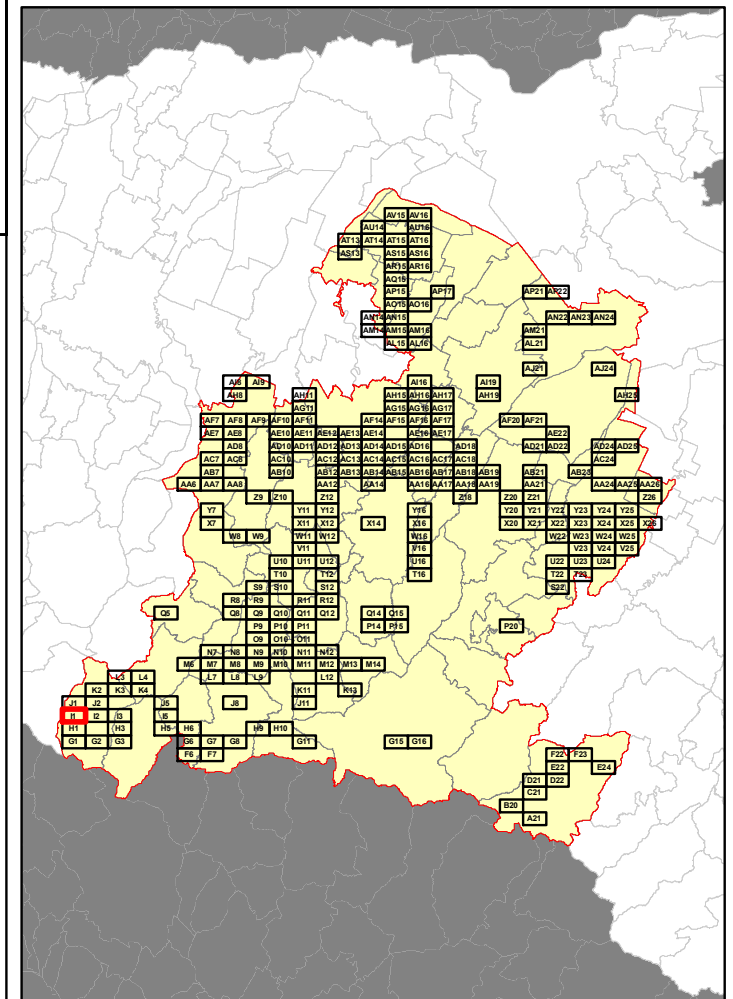 AV15 AV16
AU14 AU16
AT13 AT14 AT15 AT16
AS13 AS15 AS16
AR15 AR16
AQ15
AP15 AP17 AP21 AP22
AO15 AO16
AN14 AN15 AN22 AN23 AN24
AM14 AM15 AM16 AM21
AL15 AL16 AL21
AJ21 AJ24
AI8 AI9 AI16 AI19
AH8 AH11 AH15 AH16 AH17 AH19 AH25
AG11 AG15 AG16 AG17
AF7 AF8 AF9 AF10 AF11 AF14 AF15 AF16 AF17 AF20 AF21
AE7 AE8 AE10 AE11 AE12 AE13 AE14 AE16 AE17 AE22
AD8 AD10 AD11 AD12 AD13 AD14 AD15 AD16 AD18 AD21 AD22 AD24 AD25
AC7 AC8 AC10 AC12 AC13 AC14 AC15 AC16 AC17 AC18 AC24
AB7 AB10 AB12 AB13 AB14 AB15 AB16 AB17 AB18 AB19 AB21 AB23
AA6 AA7 AA8 AA12 AA14 AA16 AA17 AA18 AA19 AA21 AA24 AA25 AA26
Z9 Z10 Z12 Z18 Z20 Z21 Z26
Y7 Y11 Y12 Y16 Y20 Y21 Y22 Y23 Y24 Y25
X7 X11 X12 X14 X16 X20 X21 X22 X23 X24 X25 X26
W8 W9 W11 W12 W16 W22 W23 W24 W25
V11 V16 V23 V24 V25
U10 U11 U12 U16 U22 U23 U24
T10 T12 T16 T22 T23
S9 S10 S12 S22
R8 R9 R11 R12
Q5 Q8 Q9 Q10 Q11 Q12 Q14 Q15
P9 P10 P11 P14 P15 P20
O9 O10 O11
N7 N8 N9 N10 N11 N12
M6 M7 M8 M9 M10 M11 M12 M13 M14
L3 L4 L7 L8 L9 L12
K2 K3 K4 K11 K13
J1 J2 J5 J8 J11
I1 I2 I3 I5
H1 H3 H5 H6 H9 H10
G1 G2 G3 G6 G7 G8 G11 G15 G16
F6 F7 F22 F23
E22 E24
D21 D22
C21
B20
A21